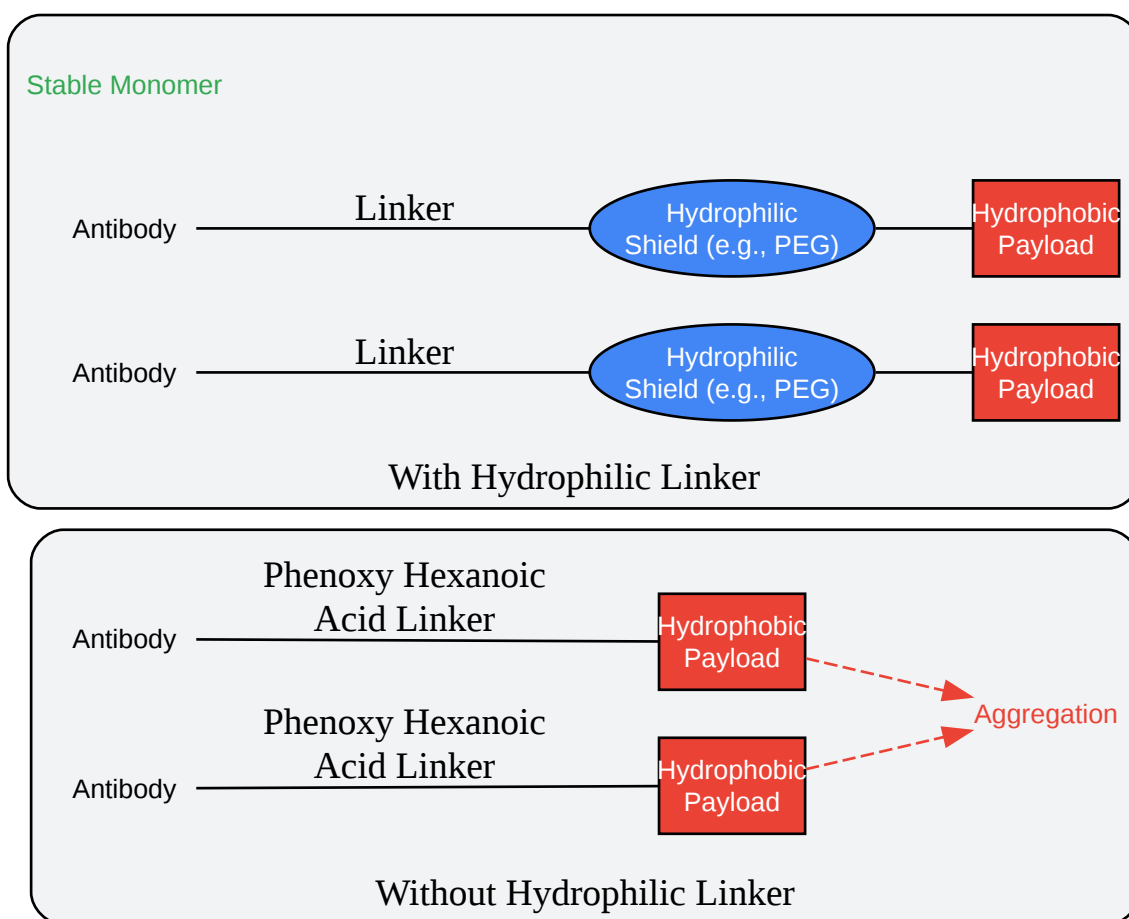 Stable Monomer
Antibody
Linker
Hydrophilic
Shield (e.g., PEG)
Hydrophobic
Payload
Antibody
Linker
Hydrophilic
Shield (e.g., PEG)
Hydrophobic
Payload
With Hydrophilic Linker
Phenoxy Hexanoic
Acid Linker
Antibody
Hydrophobic
Payload
Phenoxy Hexanoic
Acid Linker
Antibody
Hydrophobic
Payload
Aggregation
Without Hydrophilic Linker